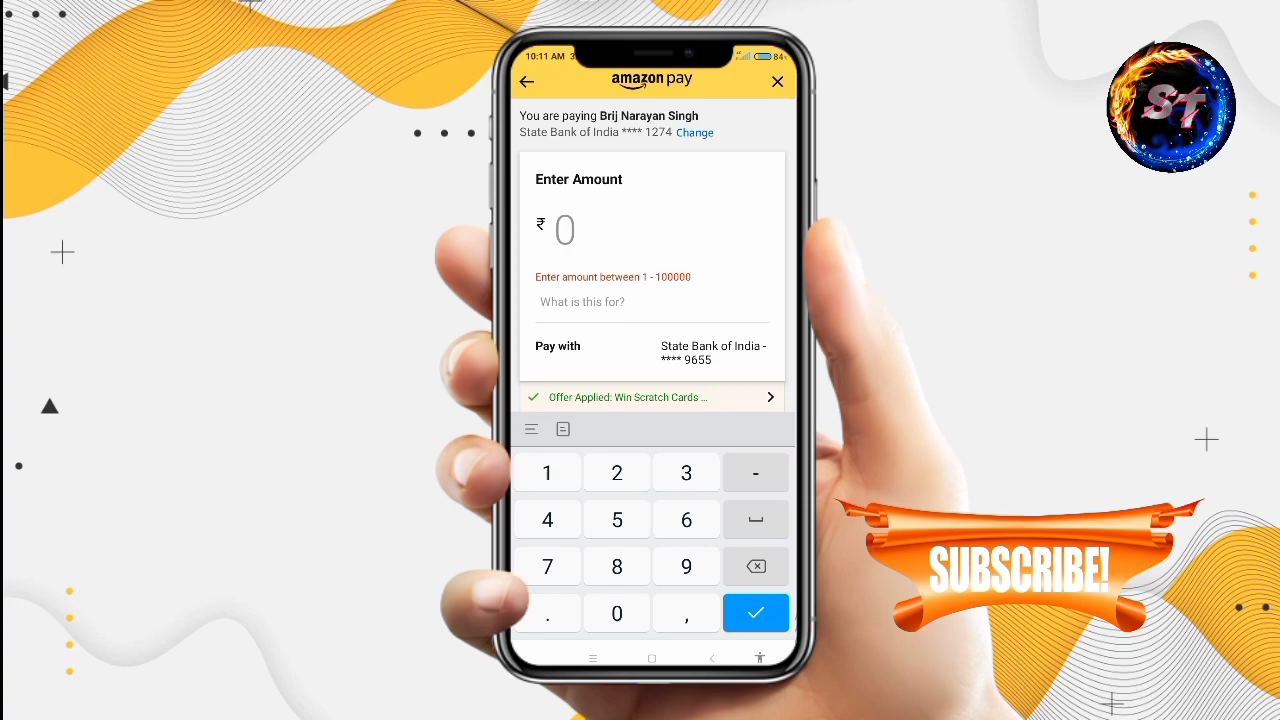 10:11 AM
84
amazon pay
You are paying Brij Narayan Singh
State Bank of India **** 1274 Change
Enter Amount
₹ 0
Enter amount between 1 - 100000
What is this for?
Pay with State Bank of India -
**** 9655
Offer Applied: Win Scratch Cards ...
1 2 3 -
4 5 6
7 8 9
. 0 ,
ST
SUBSCRIBE!